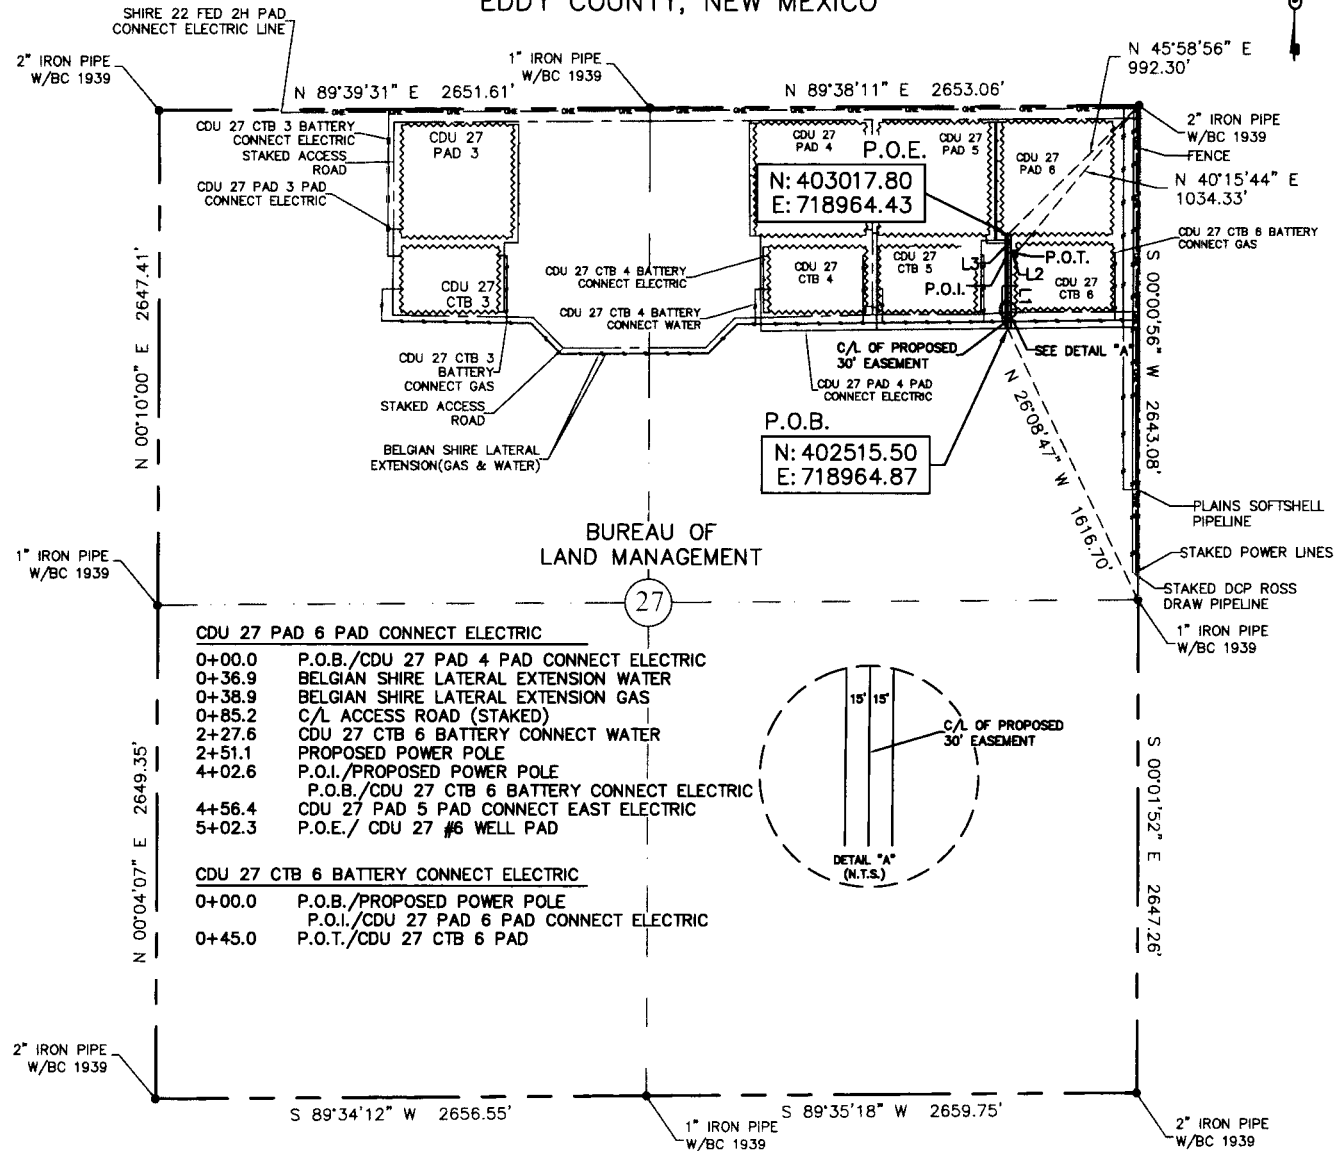 EDDY COUNTY, NEW MEXICO
SHIRE 22 FED 2H PAD
CONNECT ELECTRIC LINE
2" IRON PIPE
W/BC 1939
1" IRON PIPE
W/BC 1939
N 45°58'56" E
992.30'
N 89°39'31" E 2651.61'
N 89°38'11" E 2653.06'
2" IRON PIPE
W/BC 1939
FENCE
N 40°15'44" E
1034.33'
CDU 27 CTB 3 BATTERY
CONNECT ELECTRIC
STAKED ACCESS
ROAD
CDU 27 PAD 3 PAD
CONNECT ELECTRIC
CDU 27
PAD 3
CDU 27
PAD 4
CDU 27
PAD 5
CDU 27
PAD 6
P.O.E.
N: 403017.80
E: 718964.43
CDU 27 CTB 6 BATTERY
CONNECT GAS
CDU 27
CTB 3
CDU 27 CTB 4 BATTERY
CONNECT ELECTRIC
CDU 27 CTB 4 BATTERY
CONNECT WATER
CDU 27
CTB 4
CDU 27
CTB 5
L3
P.O.T.
L2
P.O.I.
L1
CDU 27
CTB 6
N 00°10'00" E 2647.41'
S 00°00'56" W 2643.08'
CDU 27 CTB 3
BATTERY
CONNECT GAS
STAKED ACCESS
ROAD
BELGIAN SHIRE LATERAL
EXTENSION(GAS & WATER)
C/L OF PROPOSED
30' EASEMENT
SEE DETAIL "A"
CDU 27 PAD 4 PAD
CONNECT ELECTRIC
P.O.B.
N: 402515.50
E: 718964.87
N 26°08'47" W 1616.70'
PLAINS SOFTSHELL
PIPELINE
STAKED POWER LINES
STAKED DCP ROSS
DRAW PIPELINE
1" IRON PIPE
W/BC 1939
1" IRON PIPE
W/BC 1939
BUREAU OF
LAND MANAGEMENT
27
CDU 27 PAD 6 PAD CONNECT ELECTRIC
0+00.0 P.O.B./CDU 27 PAD 4 PAD CONNECT ELECTRIC
0+36.9 BELGIAN SHIRE LATERAL EXTENSION WATER
0+38.9 BELGIAN SHIRE LATERAL EXTENSION GAS
0+85.2 C/L ACCESS ROAD (STAKED)
2+27.6 CDU 27 CTB 6 BATTERY CONNECT WATER
2+51.1 PROPOSED POWER POLE
4+02.6 P.O.I./PROPOSED POWER POLE
P.O.B./CDU 27 CTB 6 BATTERY CONNECT ELECTRIC
4+56.4 CDU 27 PAD 5 PAD CONNECT EAST ELECTRIC
5+02.3 P.O.E./ CDU 27 #6 WELL PAD
CDU 27 CTB 6 BATTERY CONNECT ELECTRIC
0+00.0 P.O.B./PROPOSED POWER POLE
P.O.I./CDU 27 PAD 6 PAD CONNECT ELECTRIC
0+45.0 P.O.T./CDU 27 CTB 6 PAD
15' 15'
C/L OF PROPOSED
30' EASEMENT
DETAIL "A"
(N.T.S.)
N 00°04'07" E 2649.35'
S 00°01'52" E 2647.26'
2" IRON PIPE
W/BC 1939
S 89°34'12" W 2656.55'
1" IRON PIPE
W/BC 1939
S 89°35'18" W 2659.75'
2" IRON PIPE
W/BC 1939